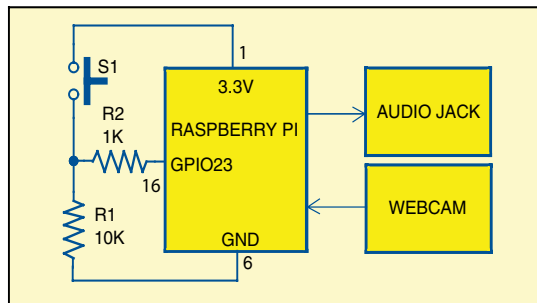 1
S1
3.3V
R2
1K
RASPBERRY PI
AUDIO JACK
GPIO23
16
R1
10K
WEBCAM
GND
6